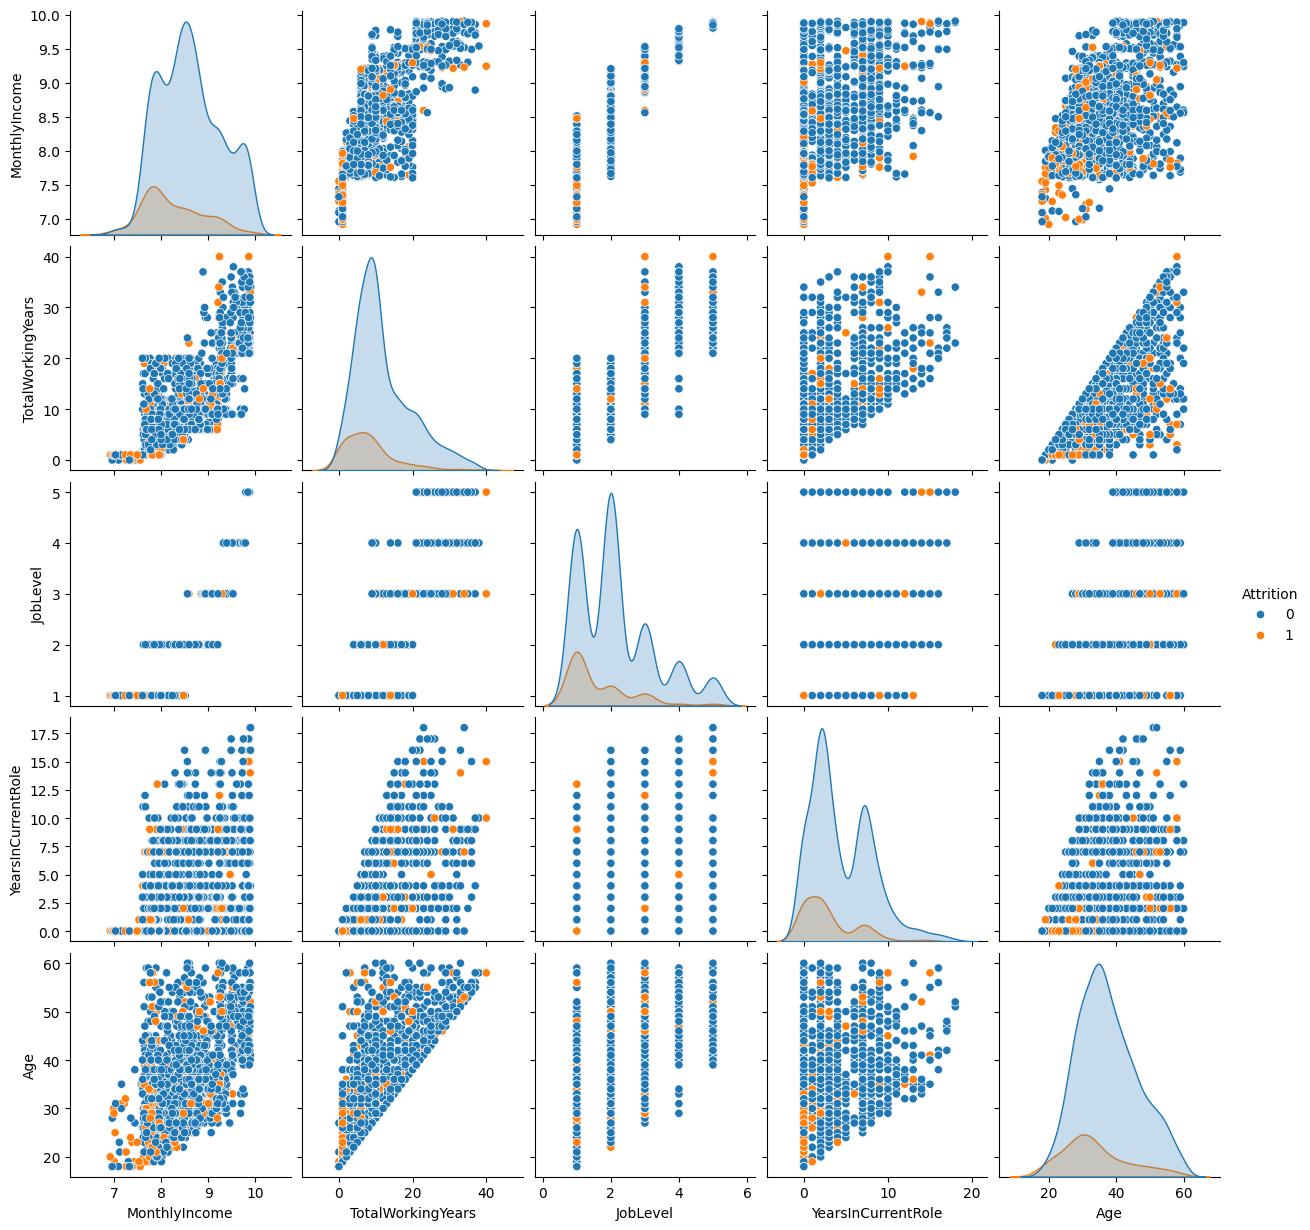 10.0
9.5
9.0
8.5
8.0
7.5
7.0
MonthlyIncome
40
30
20
10
0
TotalWorkingYears
5
4
3
2
1
JobLevel
Attrition
0
1
17.5
15.0
12.5
10.0
7.5
5.0
2.5
0.0
YearsInCurrentRole
60
50
40
30
20
Age
7 8 9 10
0 20 40
0 2 4 6
0 10 20
20 40 60
MonthlyIncome TotalWorkingYears JobLevel YearsInCurrentRole Age